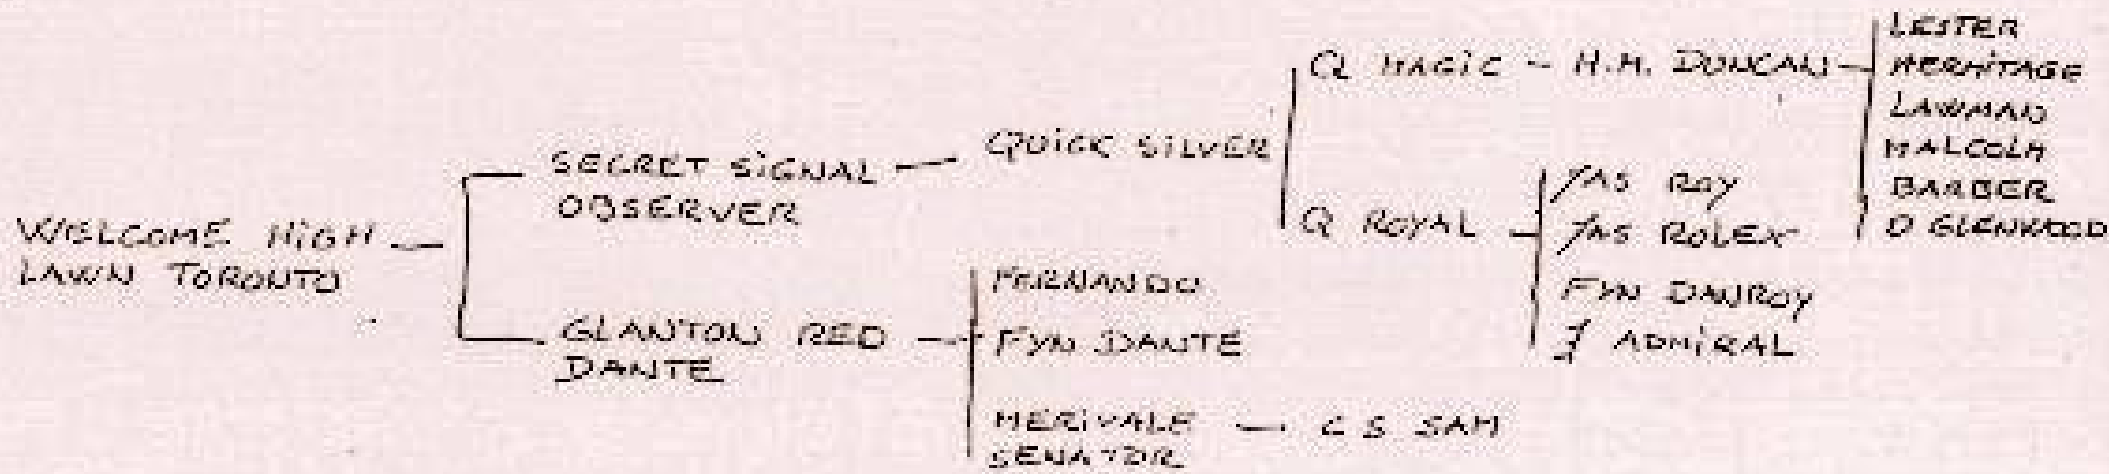 WELCOME HIGH
LAWN TORONTO
SECRET SIGNAL
OBSERVER
QUICK SILVER
Q MAGIC - H.M. DUNCAN
LESTER
HERMITAGE
LAWMAN
MALCOLM
BARBER
D GLENWOOD
Q ROYAL
JAS ROY
JAS ROLEX
FYN DANROY
ADMIRAL
GLANTON RED
DANTE
FERNANDO
FYN DANTE
MERIVALE - C S SAM
SENATOR